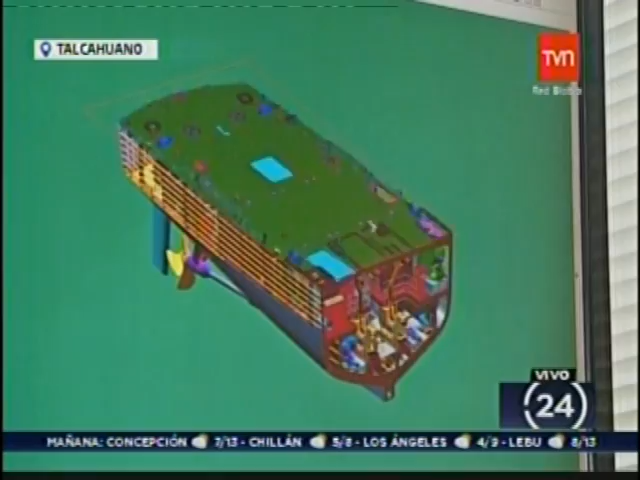 TALCAHUANO
TVN
Red Biobío
VIVO
24
MAÑANA: CONCEPCIÓN 7/13 - CHILLÁN 5/8 - LOS ÁNGELES 4/9 - LEBU 8/13